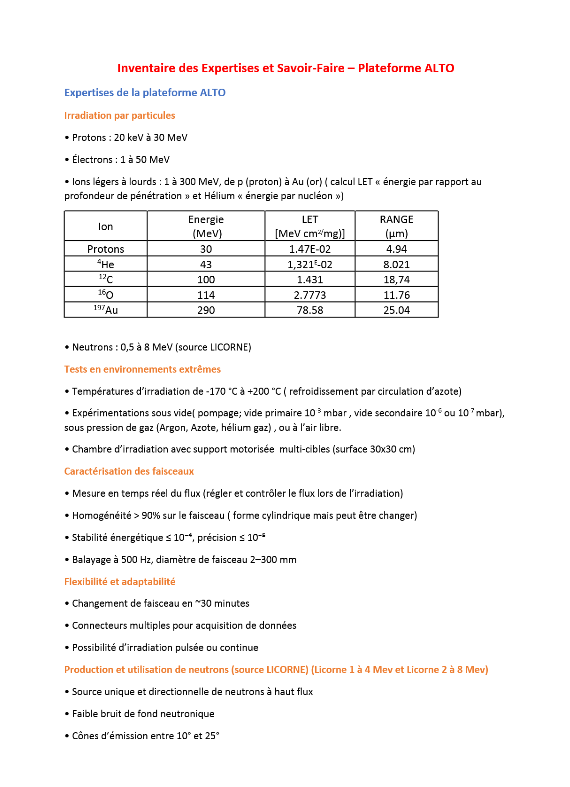 Inventaire des Expertises et Savoir-Faire – Plateforme ALTO
Expertises de la plateforme ALTO
Irradiation par particules
• Protons : 20 keV à 30 MeV
• Électrons : 1 à 50 MeV
• Ions légers à lourds : 1 à 300 MeV, de p (proton) à Au (or) ( calcul LET « énergie par rapport au
profondeur de pénétration » et Hélium « énergie par nucléon »)
Ion Energie (MeV) LET [MeV cm²/mg)] RANGE (µm)
Protons 30 1.47E-02 4.94
⁴He 43 1,321ᴱ-02 8.021
¹²C 100 1.431 18,74
¹⁶O 114 2.7773 11.76
¹⁹⁷Au 290 78.58 25.04
• Neutrons : 0,5 à 8 MeV (source LICORNE)
Tests en environnements extrêmes
• Températures d’irradiation de -170 °C à +200 °C ( refroidissement par circulation d’azote)
• Expérimentations sous vide( pompage; vide primaire 10⁻³ mbar , vide secondaire 10⁻⁶ ou 10⁻⁷ mbar),
sous pression de gaz (Argon, Azote, hélium gaz) , ou à l’air libre.
• Chambre d’irradiation avec support motorisée multi-cibles (surface 30x30 cm)
Caractérisation des faisceaux
• Mesure en temps réel du flux (régler et contrôler le flux lors de l’irradiation)
• Homogénéité > 90% sur le faisceau ( forme cylindrique mais peut être changer)
• Stabilité énergétique ≤ 10⁻⁴, précision ≤ 10⁻⁵
• Balayage à 500 Hz, diamètre de faisceau 2–300 mm
Flexibilité et adaptabilité
• Changement de faisceau en ~30 minutes
• Connecteurs multiples pour acquisition de données
• Possibilité d’irradiation pulsée ou continue
Production et utilisation de neutrons (source LICORNE) (Licorne 1 à 4 Mev et Licorne 2 à 8 Mev)
• Source unique et directionnelle de neutrons à haut flux
• Faible bruit de fond neutronique
• Cônes d’émission entre 10° et 25°